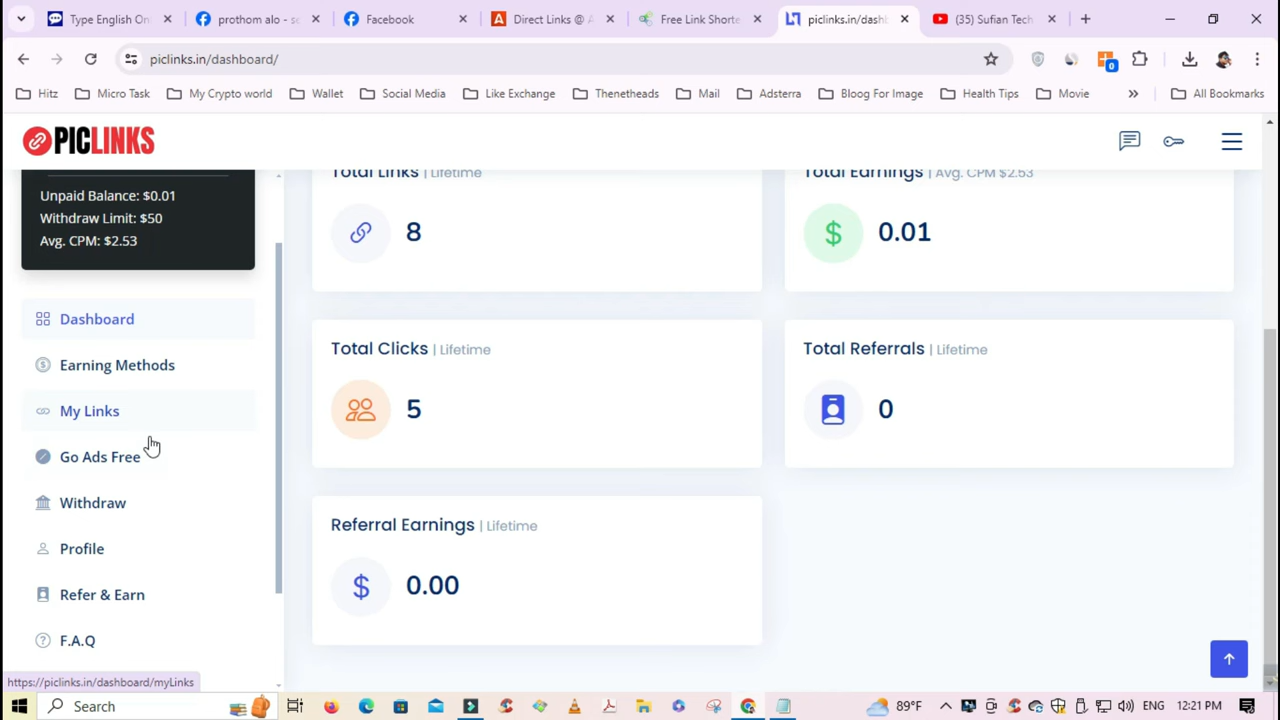 Type English On
prothom alo - se
Facebook
Direct Links @ A
Free Link Shorte
piclinks.in/dashb
(35) Sufian Tech
piclinks.in/dashboard/
0
Hitz
Micro Task
My Crypto world
Wallet
Social Media
Like Exchange
Thenetheads
Mail
Adsterra
Bloog For Image
Health Tips
Movie
All Bookmarks
PICLINKS
Unpaid Balance: $0.01
Withdraw Limit: $50
Avg. CPM: $2.53
Dashboard
Earning Methods
My Links
Go Ads Free
Withdraw
Profile
Refer & Earn
F.A.Q
Total Links | Lifetime
8
Total Earnings | Avg. CPM $2.53
$ 0.01
Total Clicks | Lifetime
5
Total Referrals | Lifetime
0
Referral Earnings | Lifetime
$ 0.00
https://piclinks.in/dashboard/myLinks
Search
89°F
ENG
12:21 PM